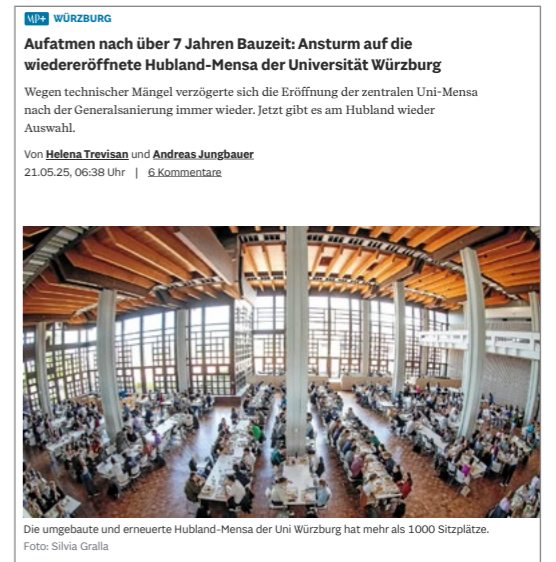 MP+ WÜRZBURG
Aufatmen nach über 7 Jahren Bauzeit: Ansturm auf die
wiedereröffnete Hubland-Mensa der Universität Würzburg
Wegen technischer Mängel verzögerte sich die Eröffnung der zentralen Uni-Mensa
nach der Generalsanierung immer wieder. Jetzt gibt es am Hubland wieder
Auswahl.
Von Helena Trevisan und Andreas Jungbauer
21.05.25, 06:38 Uhr | 6 Kommentare
Die umgebaute und erneuerte Hubland-Mensa der Uni Würzburg hat mehr als 1000 Sitzplätze.
Foto: Silvia Gralla